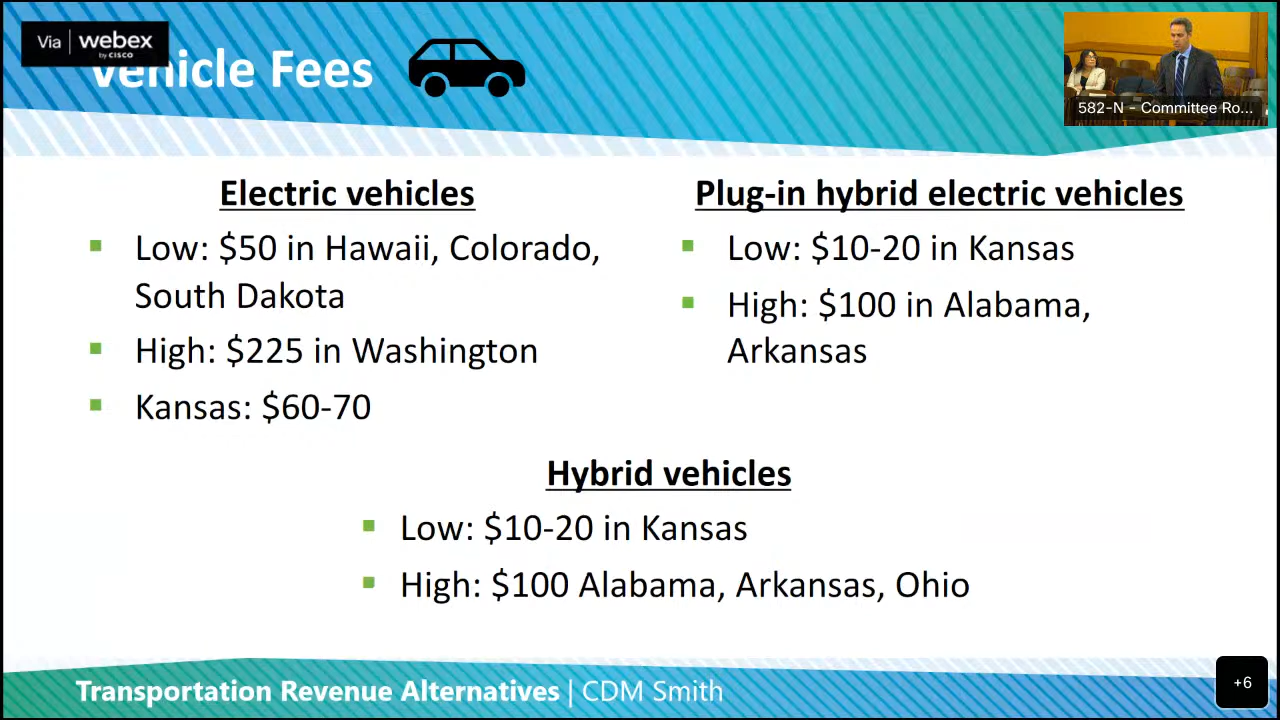 Via webex
by CISCO
Vehicle Fees
582-N - Committee Ro...
Electric vehicles
Low: $50 in Hawaii, Colorado,
South Dakota
High: $225 in Washington
Kansas: $60-70
Plug-in hybrid electric vehicles
Low: $10-20 in Kansas
High: $100 in Alabama,
Arkansas
Hybrid vehicles
Low: $10-20 in Kansas
High: $100 Alabama, Arkansas, Ohio
Transportation Revenue Alternatives | CDM Smith
+6